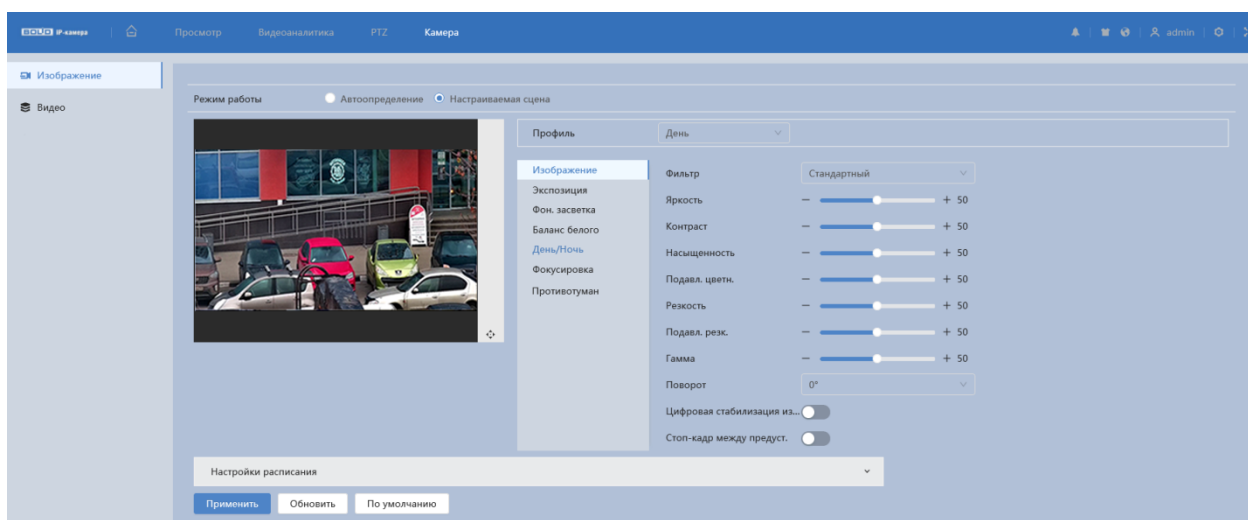 BOLID IP-камера Просмотр Видеоаналитика PTZ Камера admin
Изображение
Видео
Режим работы Автоопределение Настраиваемая сцена
Профиль День
Изображение
Экспозиция
Фон. засветка
Баланс белого
День/Ночь
Фокусировка
Противотуман
Фильтр Стандартный
Яркость − + 50
Контраст − + 50
Насыщенность − + 50
Подавл. цветн. − + 50
Резкость − + 50
Подавл. резк. − + 50
Гамма − + 50
Поворот 0°
Цифровая стабилизация из...
Стоп-кадр между предуст.
Настройки расписания
Применить Обновить По умолчанию